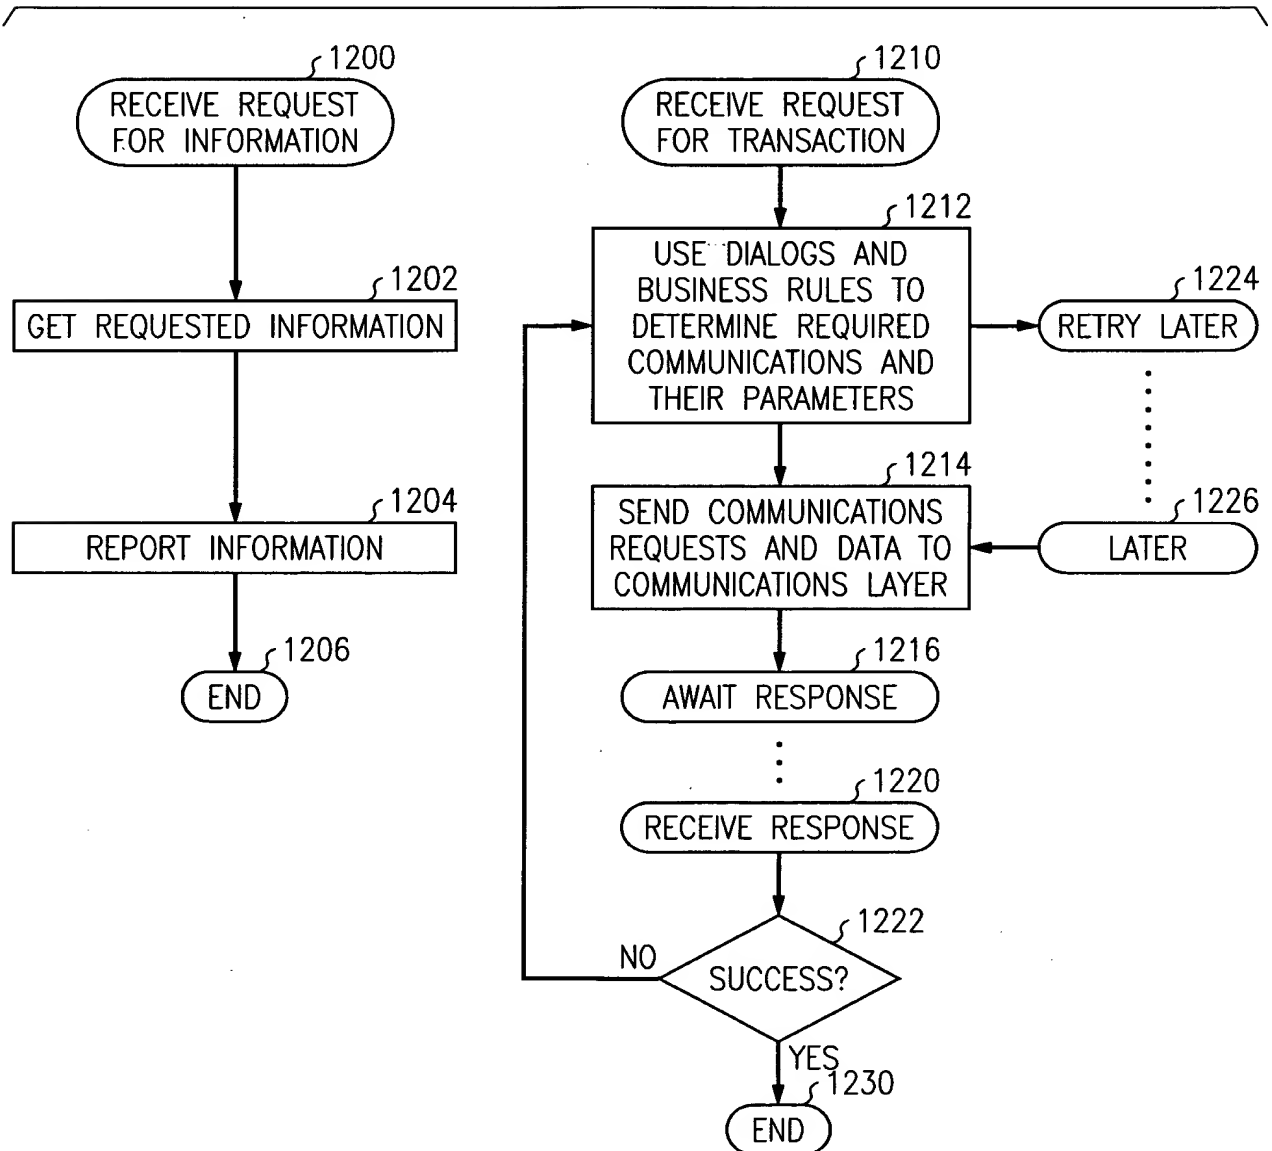 1200
RECEIVE REQUEST
FOR INFORMATION
1202
GET REQUESTED INFORMATION
1204
REPORT INFORMATION
1206
END
1210
RECEIVE REQUEST
FOR TRANSACTION
1212
USE DIALOGS AND
BUSINESS RULES TO
DETERMINE REQUIRED
COMMUNICATIONS AND
THEIR PARAMETERS
1224
RETRY LATER
1214
SEND COMMUNICATIONS
REQUESTS AND DATA TO
COMMUNICATIONS LAYER
1226
LATER
1216
AWAIT RESPONSE
1220
RECEIVE RESPONSE
1222
SUCCESS?
NO
YES
1230
END